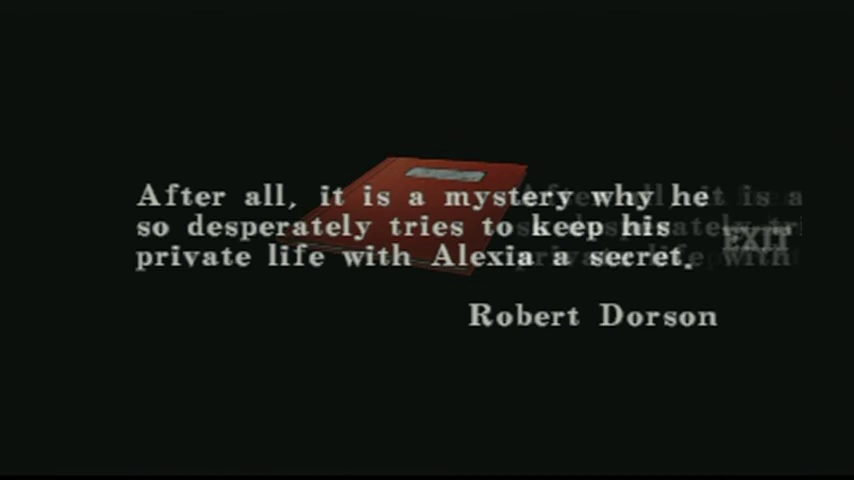 After all, it is a mystery why he
so desperately tries to keep his
private life with Alexia a secret.
Robert Dorson
EXIT